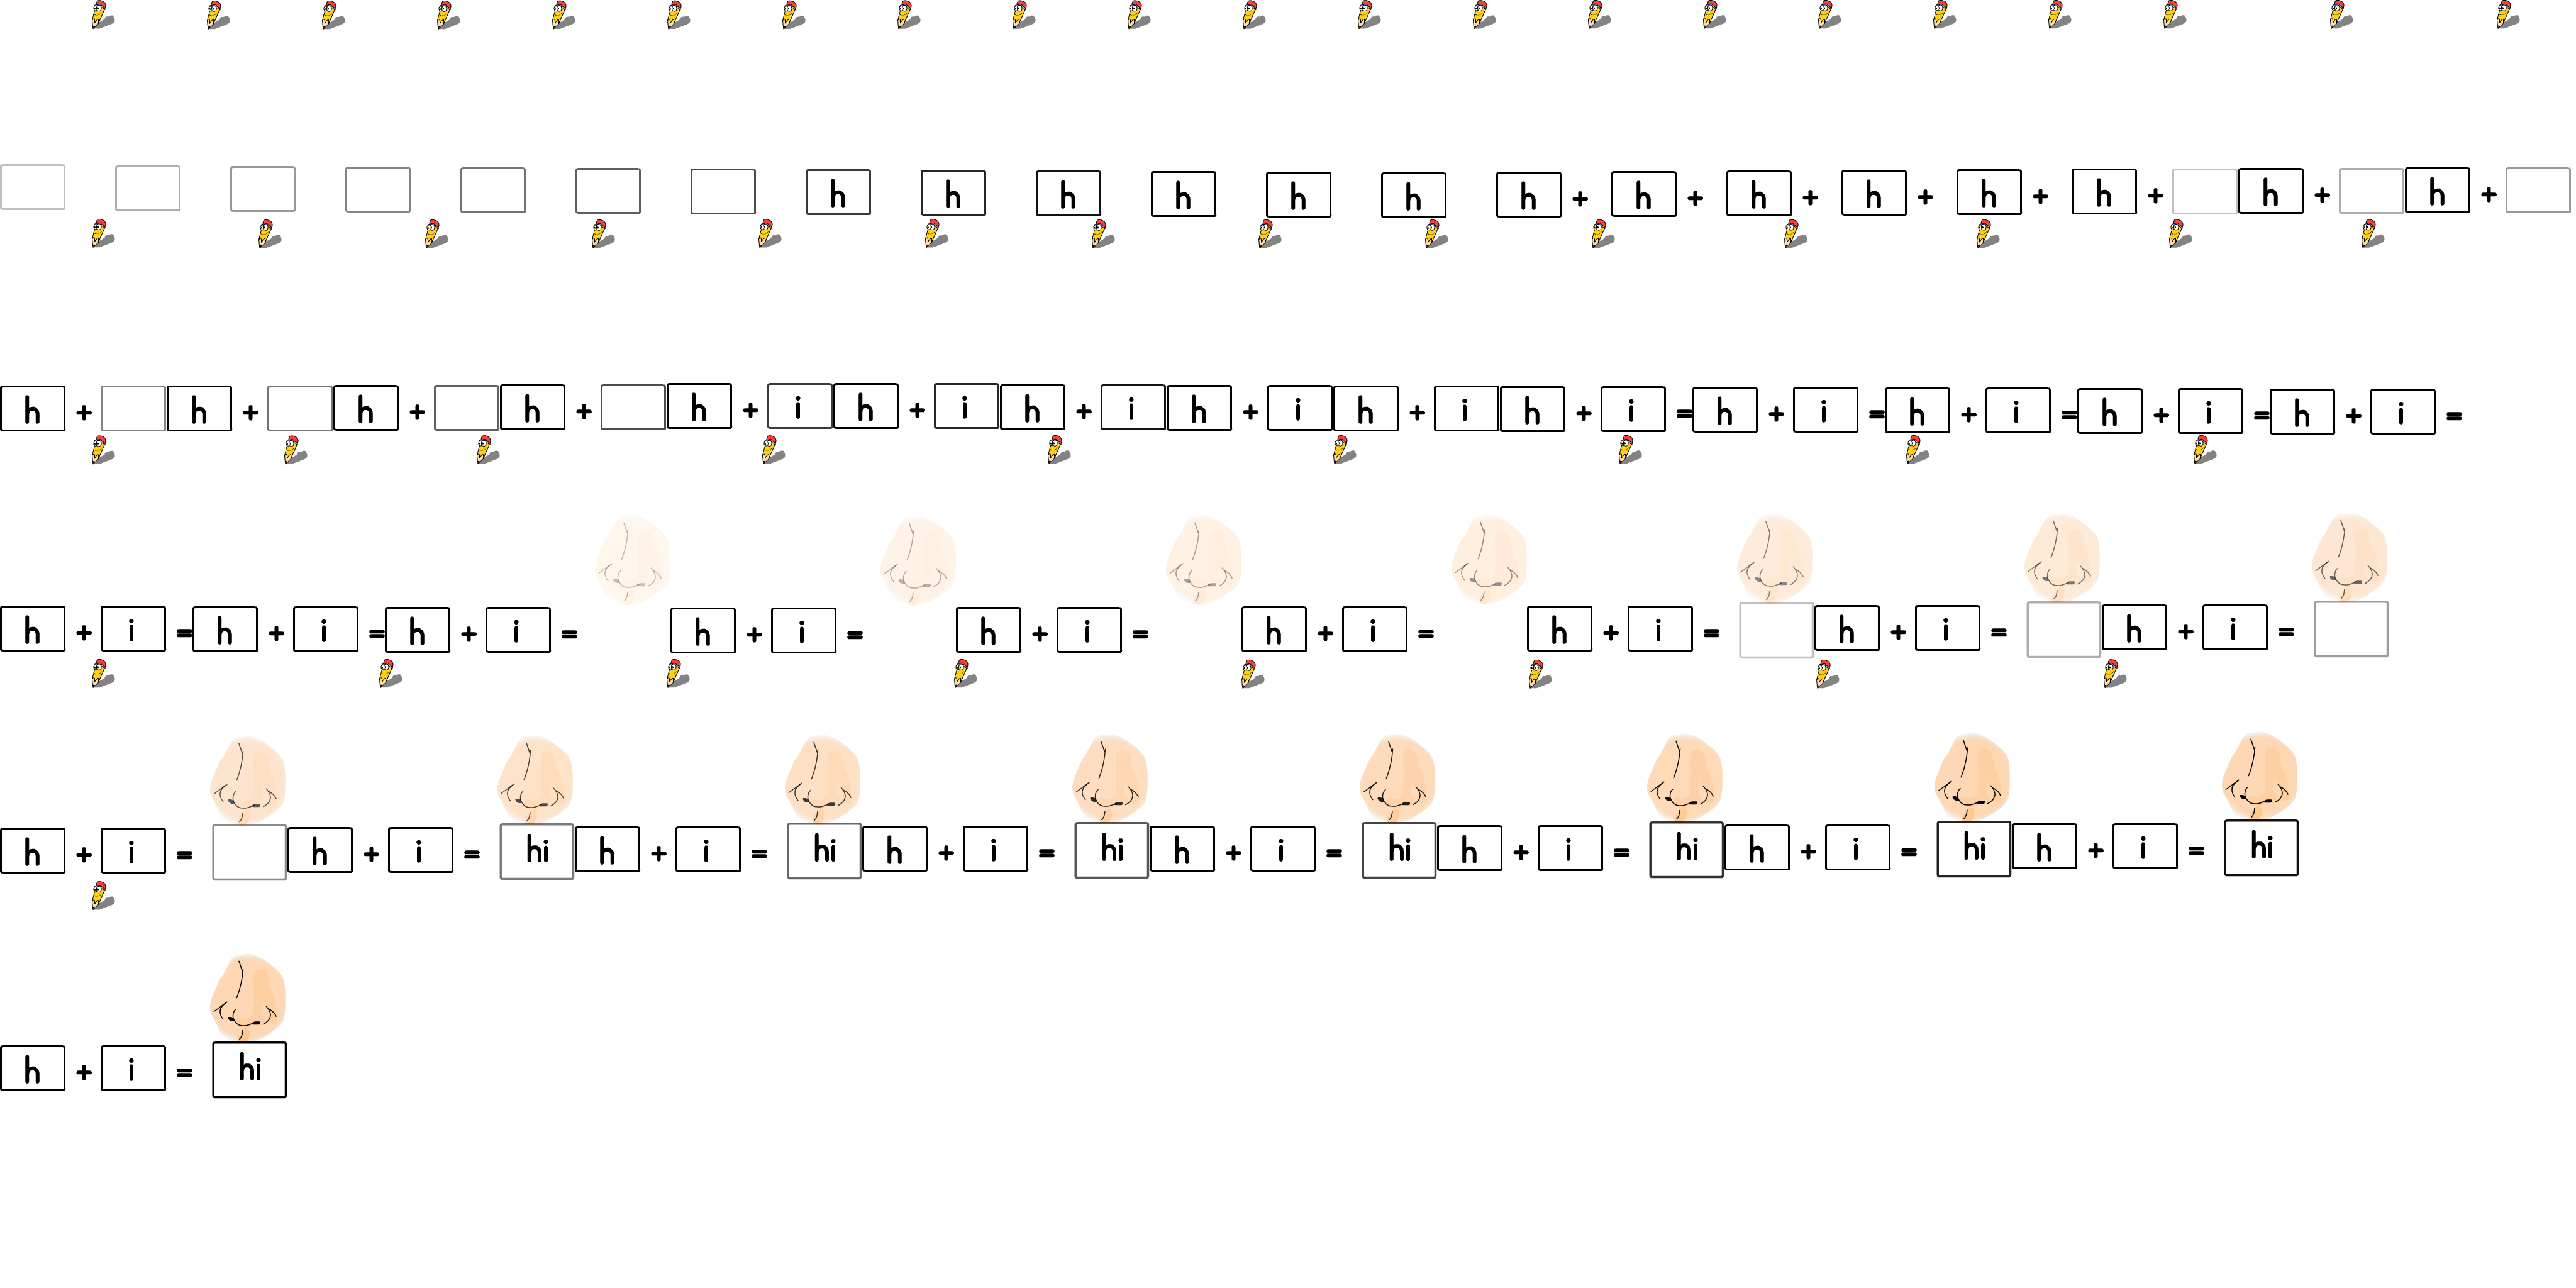 h h h h h h + h + h + h + h + h + h + h +
h + h + h + h + h + i h + i h + i h + i h + i h + i = h + i = h + i = h + i = h + i =
h + i = h + i = h + i = h + i = h + i = h + i = h + i = h + i = h + i =
h + i = h + i = hi h + i = hi h + i = hi h + i = hi h + i = hi h + i = hi h + i = hi
h + i = hi